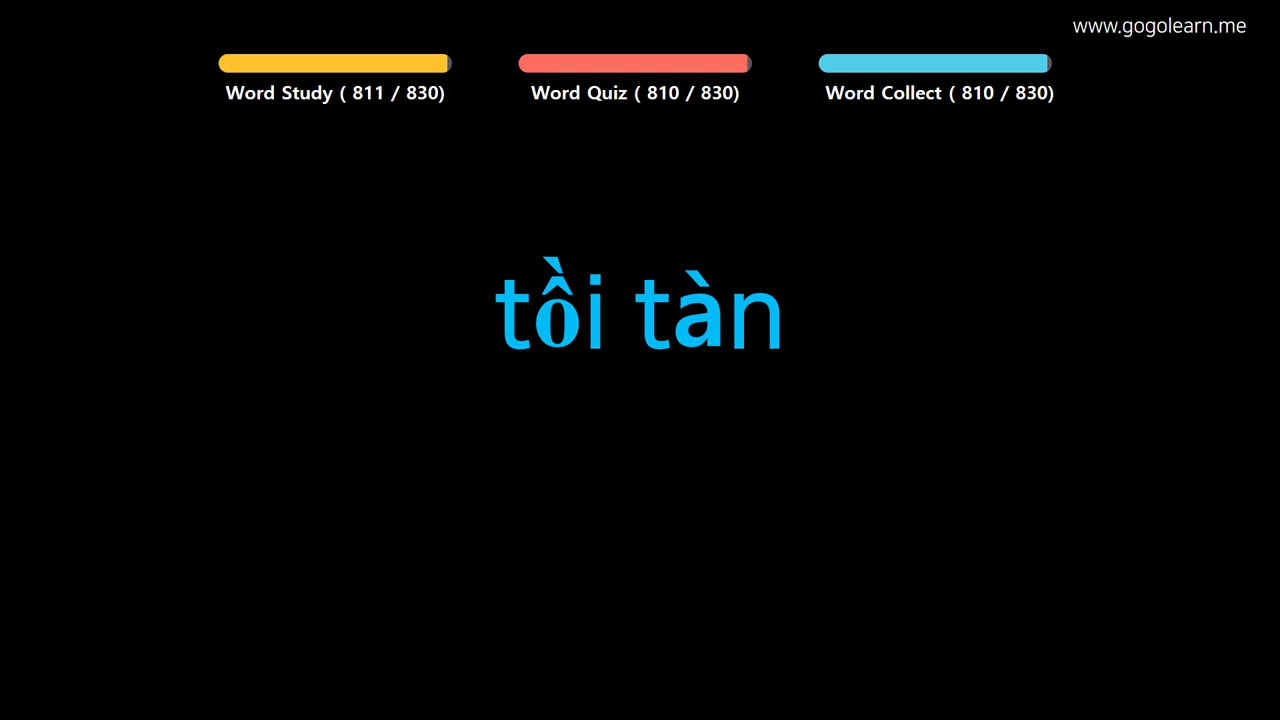 www.gogolearn.me
Word Study ( 811 / 830)
Word Quiz ( 810 / 830)
Word Collect ( 810 / 830)
tồi tàn